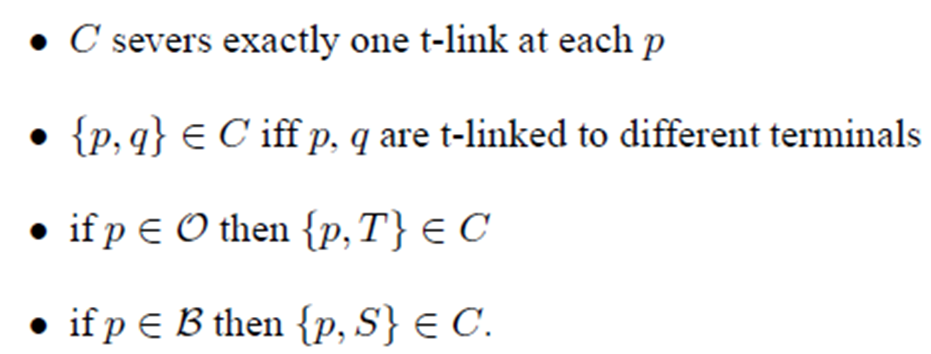 • C severs exactly one t-link at each p
• {p, q} ∈ C iff p, q are t-linked to different terminals
• if p ∈ 𝒪 then {p, T} ∈ C
• if p ∈ ℬ then {p, S} ∈ C.